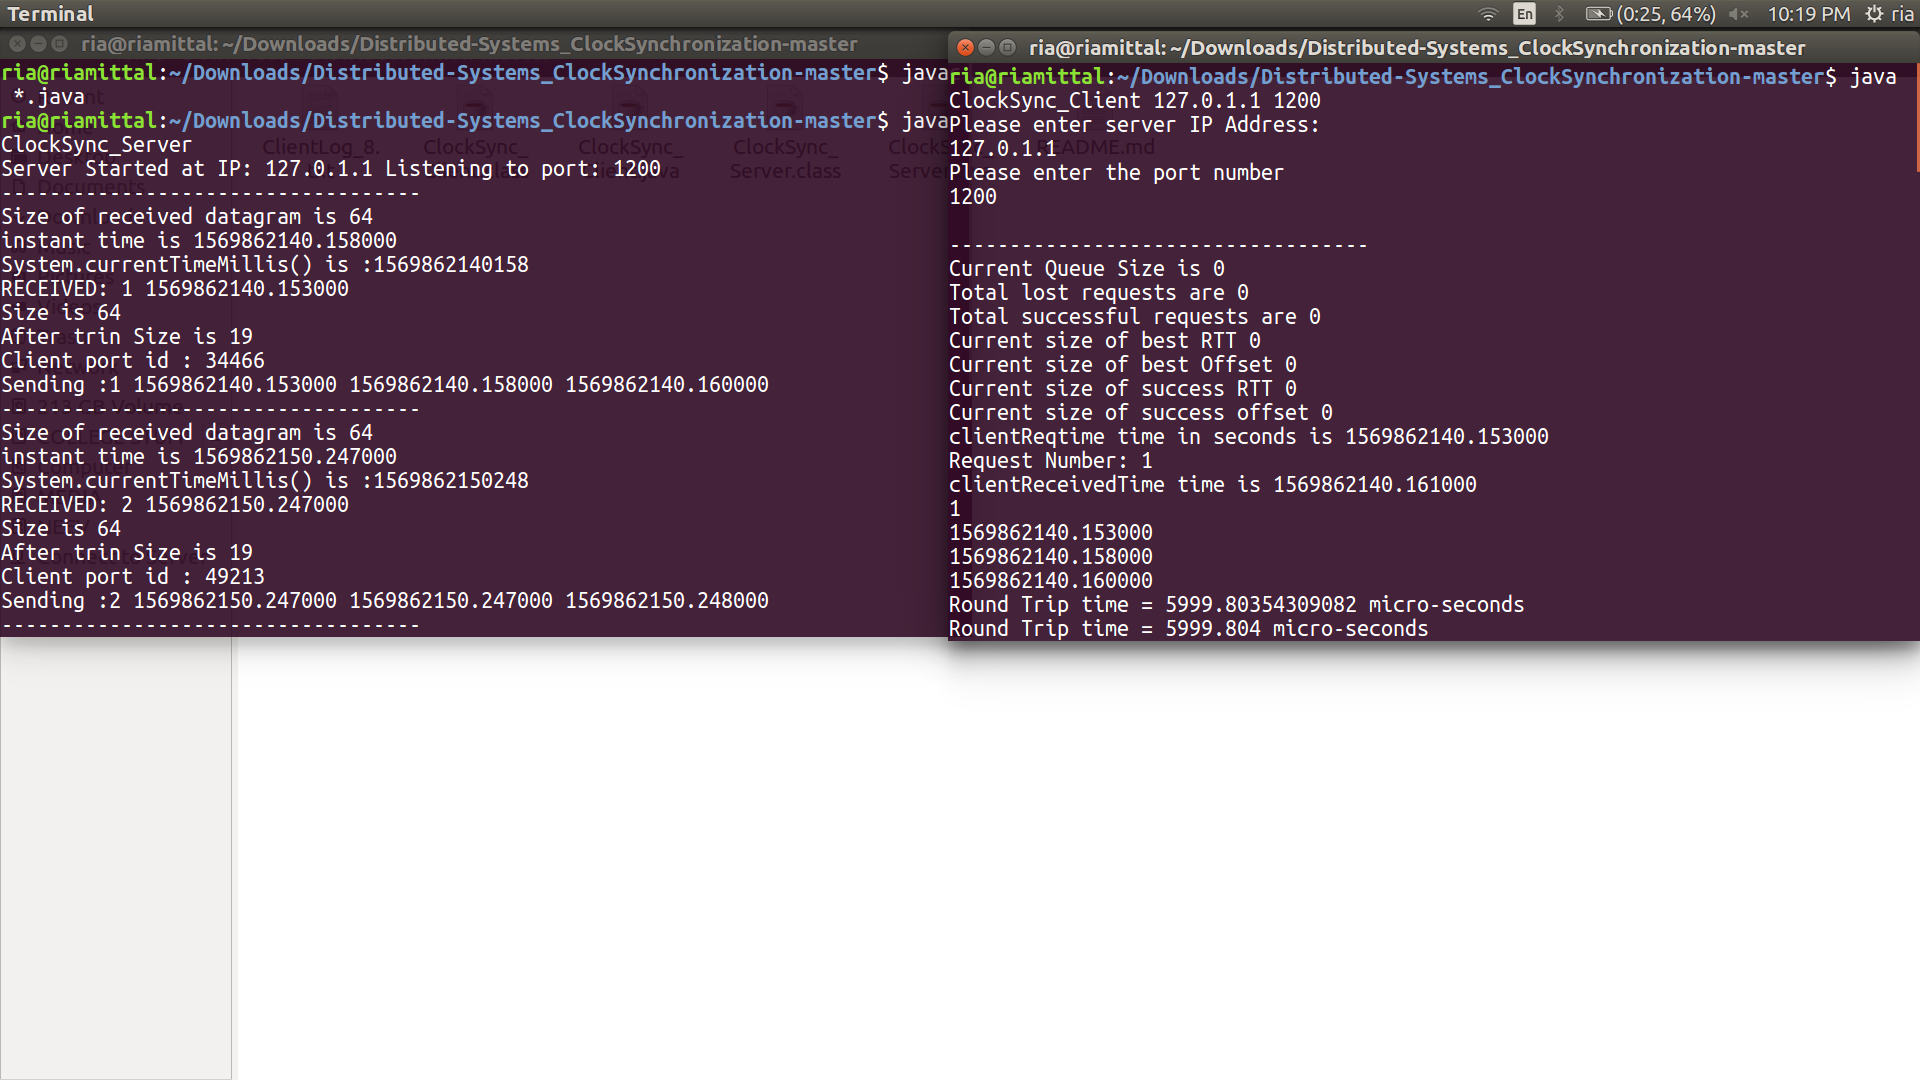 Terminal
En
(0:25, 64%)
10:19 PM
ria
ria@riamittal: ~/Downloads/Distributed-Systems_ClockSynchronization-master
ria@riamittal:~/Downloads/Distributed-Systems_ClockSynchronization-master$ java
*.java
ria@riamittal:~/Downloads/Distributed-Systems_ClockSynchronization-master$ java
ClockSync_Server
Server Started at IP: 127.0.1.1 Listening to port: 1200
-----------------------------------
Size of received datagram is 64
instant time is 1569862140.158000
System.currentTimeMillis() is :1569862140158
RECEIVED: 1 1569862140.153000
Size is 64
After trin Size is 19
Client port id : 34466
Sending :1 1569862140.153000 1569862140.158000 1569862140.160000
-----------------------------------
Size of received datagram is 64
instant time is 1569862150.247000
System.currentTimeMillis() is :1569862150248
RECEIVED: 2 1569862150.247000
Size is 64
After trin Size is 19
Client port id : 49213
Sending :2 1569862150.247000 1569862150.247000 1569862150.248000
-----------------------------------
ClientLog_8.
ClockSync_
ClockSync_
ClockSync_
Server.class
ria@riamittal: ~/Downloads/Distributed-Systems_ClockSynchronization-master
ria@riamittal:~/Downloads/Distributed-Systems_ClockSynchronization-master$ java
ClockSync_Client 127.0.1.1 1200
Please enter server IP Address:
127.0.1.1
Please enter the port number
1200
-----------------------------------
Current Queue Size is 0
Total lost requests are 0
Total successful requests are 0
Current size of best RTT 0
Current size of best Offset 0
Current size of success RTT 0
Current size of success offset 0
clientReqtime time in seconds is 1569862140.153000
Request Number: 1
clientReceivedTime time is 1569862140.161000
1
1569862140.153000
1569862140.158000
1569862140.160000
Round Trip time = 5999.80354309082 micro-seconds
Round Trip time = 5999.804 micro-seconds